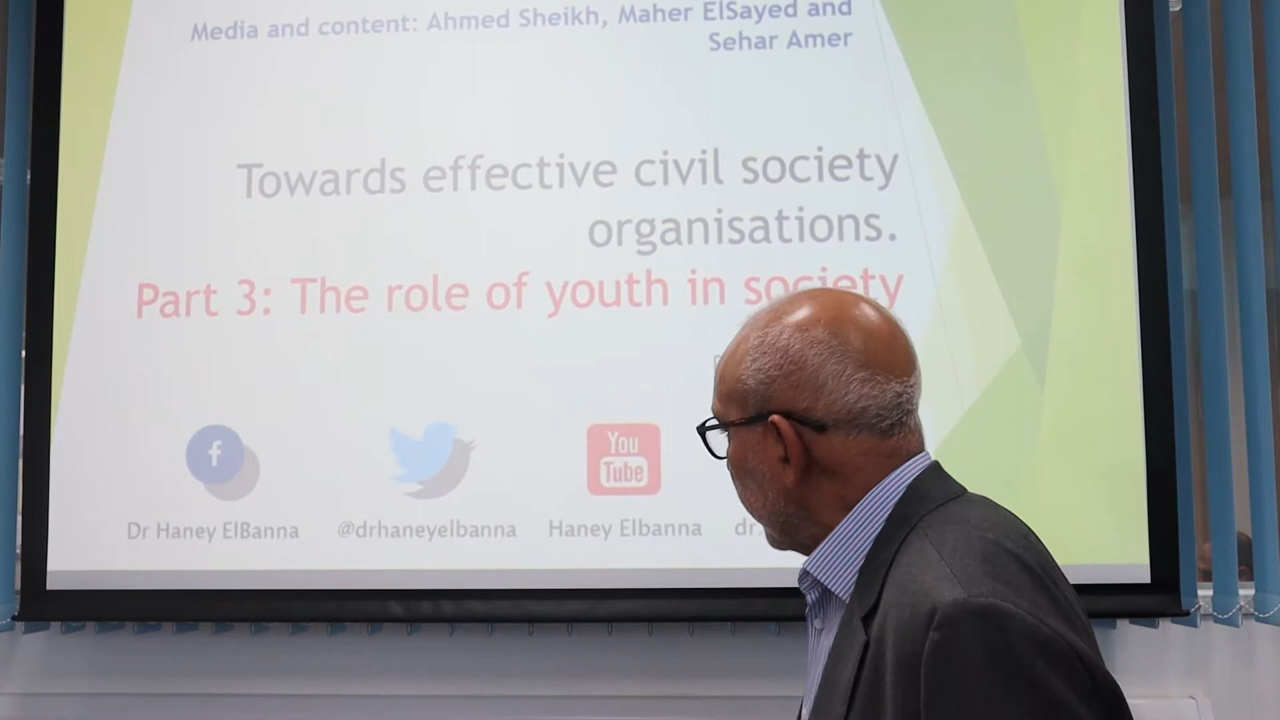 Media and content: Ahmed Sheikh, Maher ElSayed and
Sehar Amer
Towards effective civil society
organisations.
Part 3: The role of youth in society
f
You
Tube
Dr Haney ElBanna
@drhaneyelbanna
Haney Elbanna